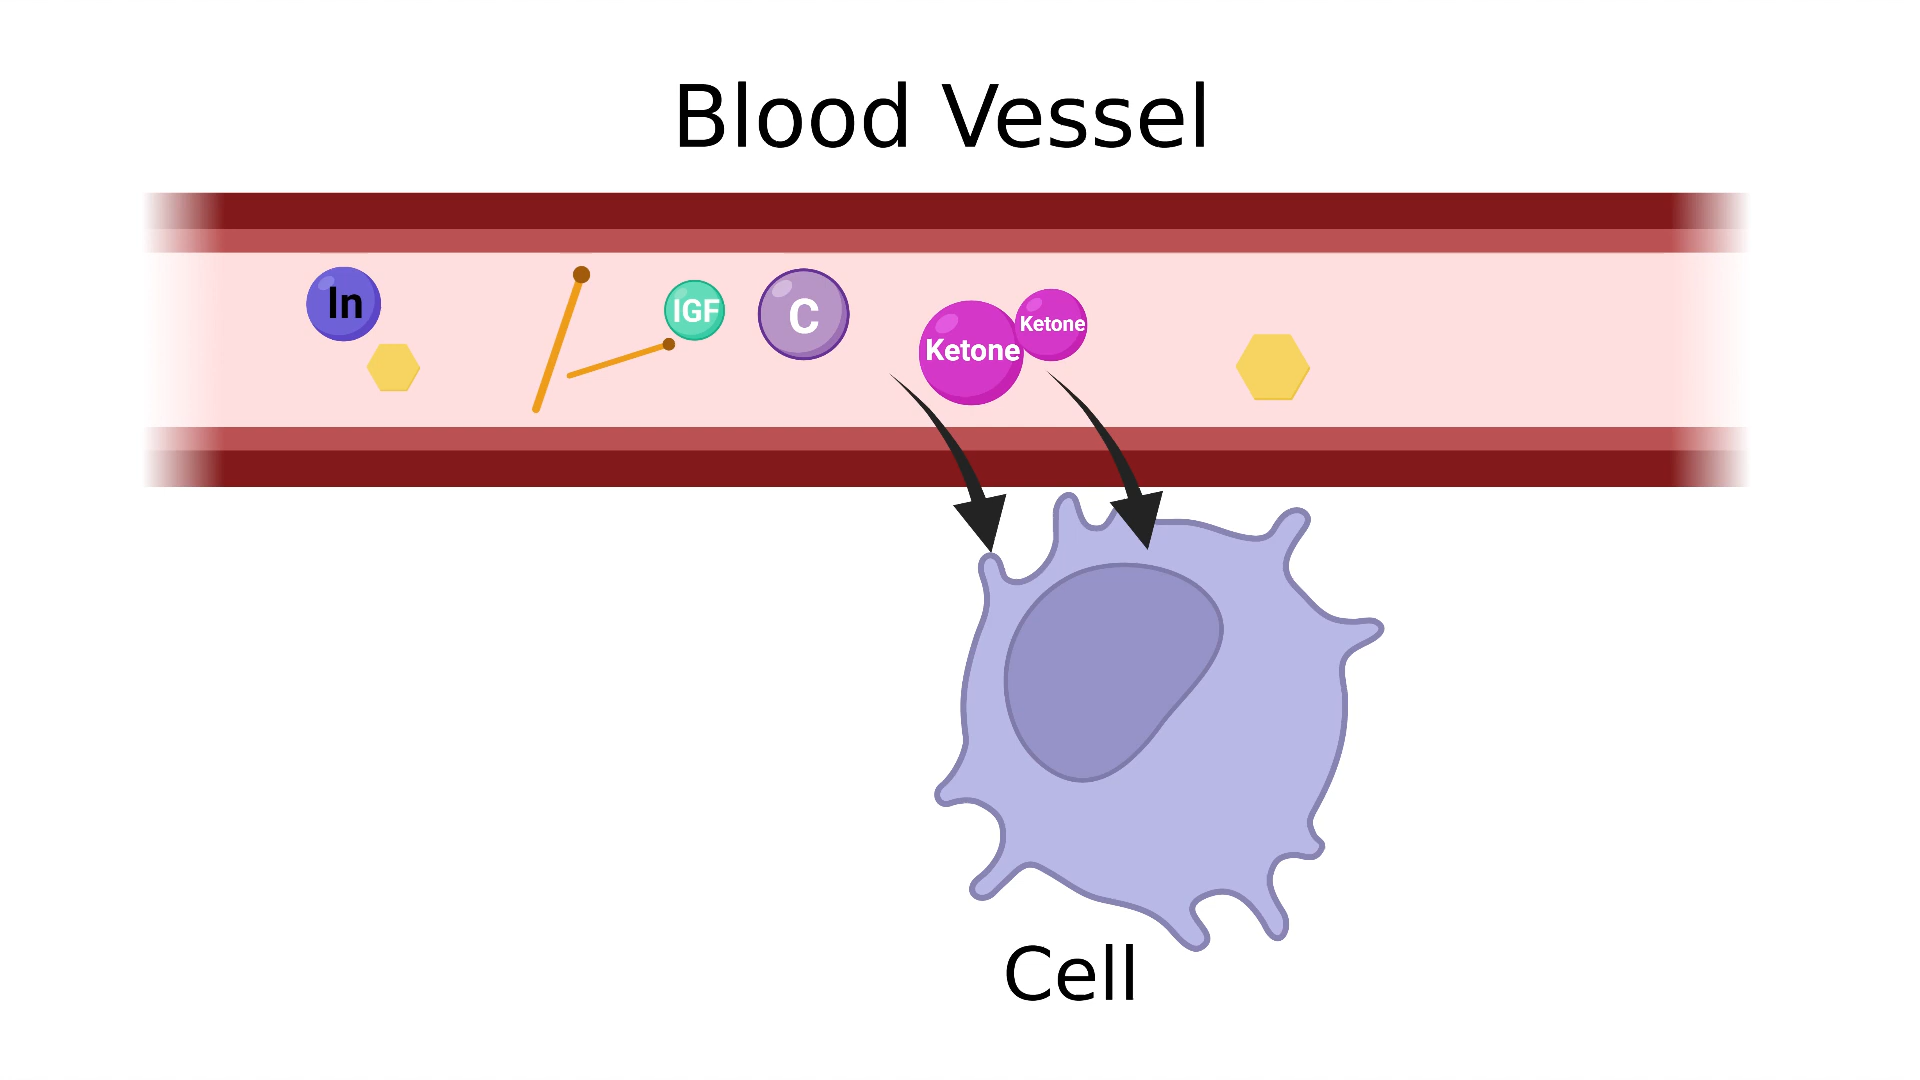 Blood Vessel
In
IGF
C
Ketone
Ketone
Cell